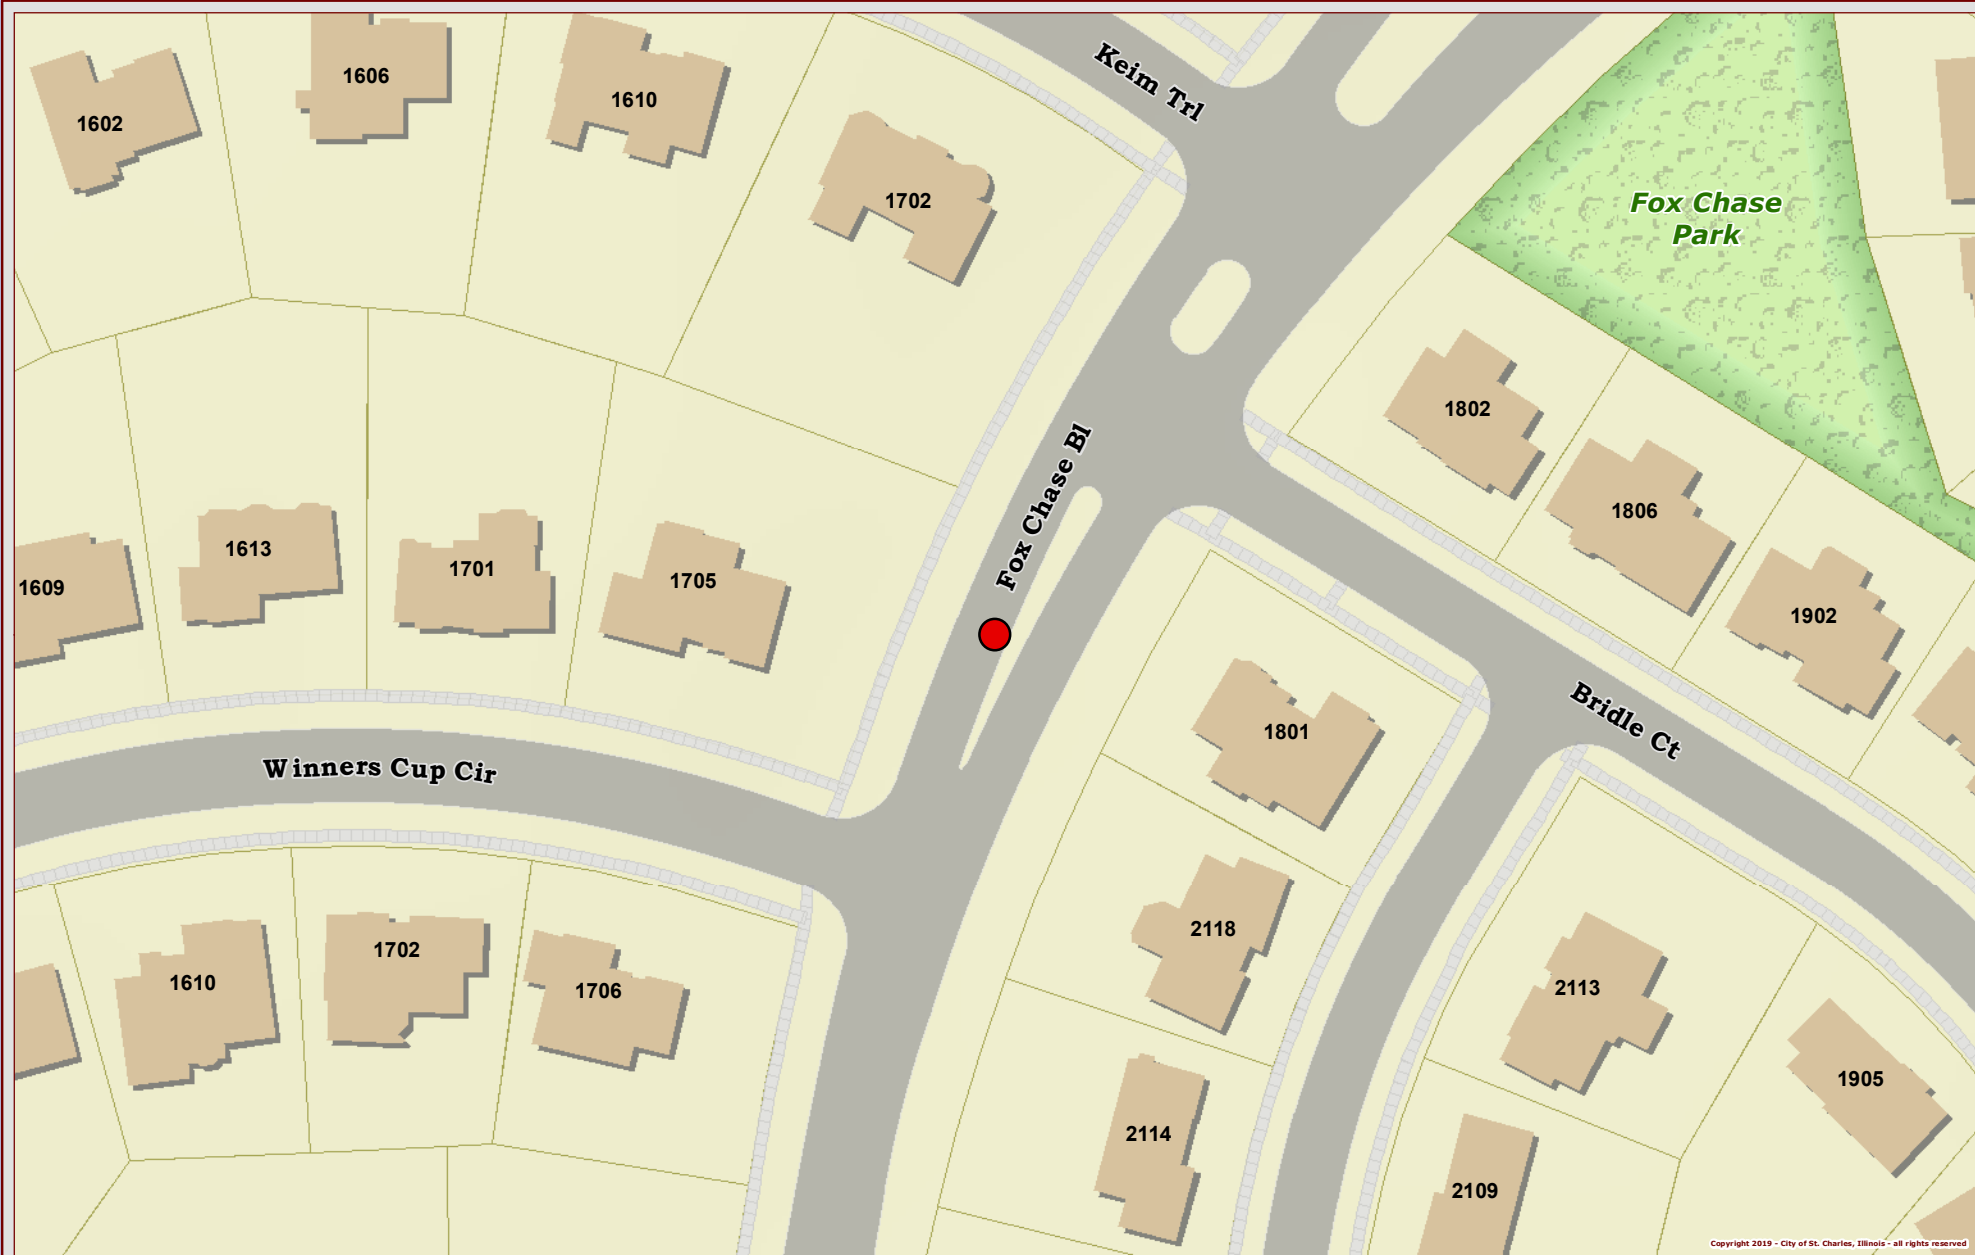 Keim Trl
1606
1610
1602
1702
Fox Chase
Park
1802
Fox Chase Bl
1806
1613
1701
1705
1609
1902
Bridle Ct
1801
Winners Cup Cir
2118
1702
1610
1706
2113
1905
2114
2109
Copyright 2019 - City of St. Charles, Illinois - all rights reserved